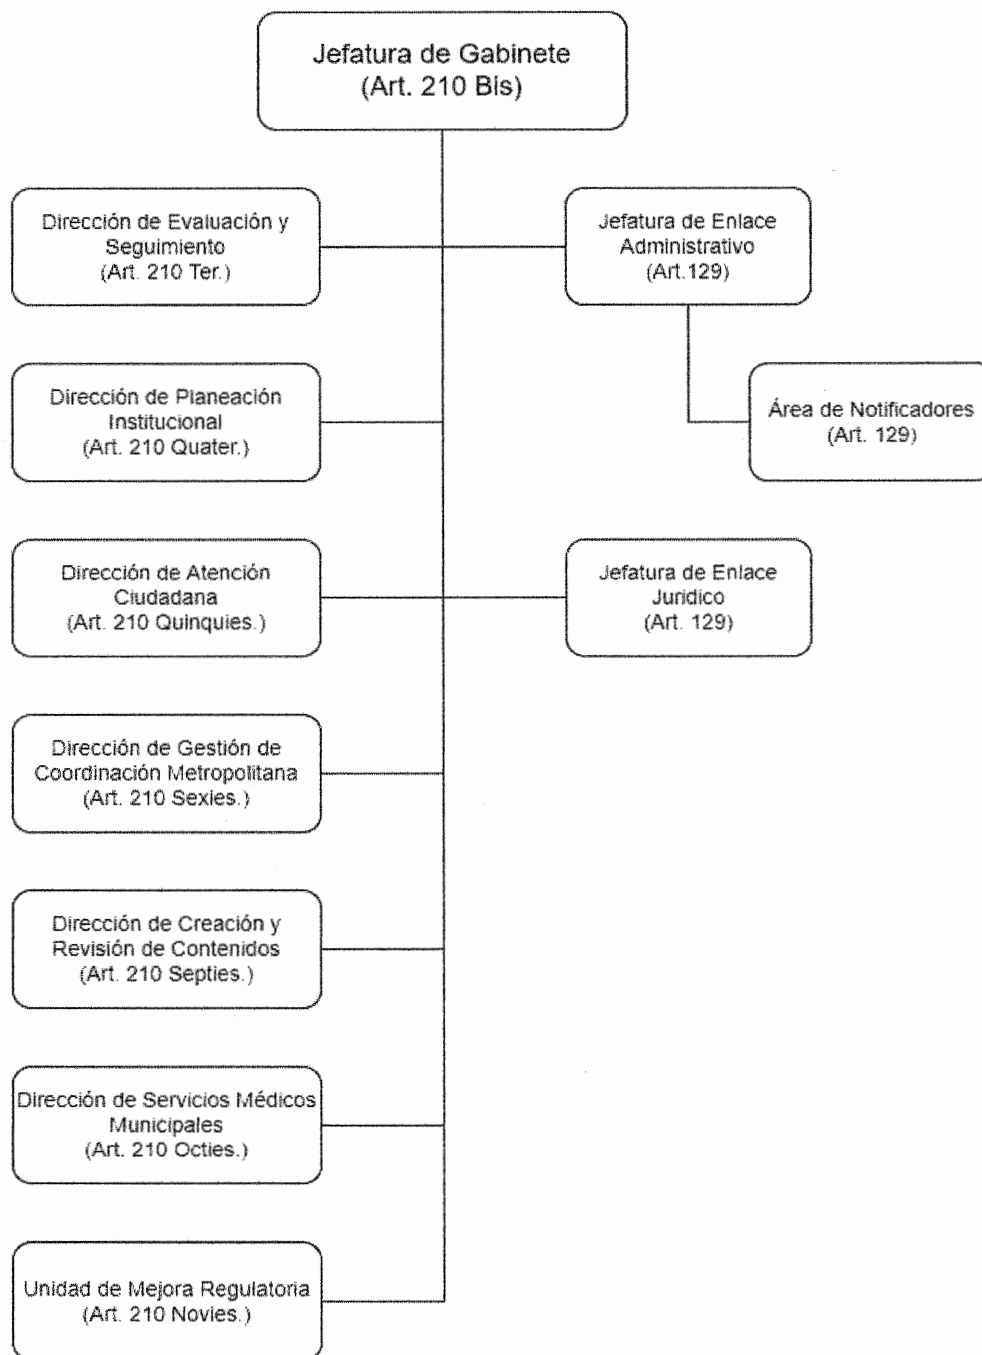 Jefatura de Gabinete
(Art. 210 Bis)
Dirección de Evaluación y
Seguimiento
(Art. 210 Ter.)
Jefatura de Enlace
Administrativo
(Art.129)
Dirección de Planeación
Institucional
(Art. 210 Quater.)
Área de Notificadores
(Art. 129)
Dirección de Atención
Ciudadana
(Art. 210 Quinquies.)
Jefatura de Enlace
Juridico
(Art. 129)
Dirección de Gestión de
Coordinación Metropolitana
(Art. 210 Sexies.)
Dirección de Creación y
Revisión de Contenidos
(Art. 210 Septies.)
Dirección de Servicios Médicos
Municipales
(Art. 210 Octies.)
Unidad de Mejora Regulatoria
(Art. 210 Novies.)